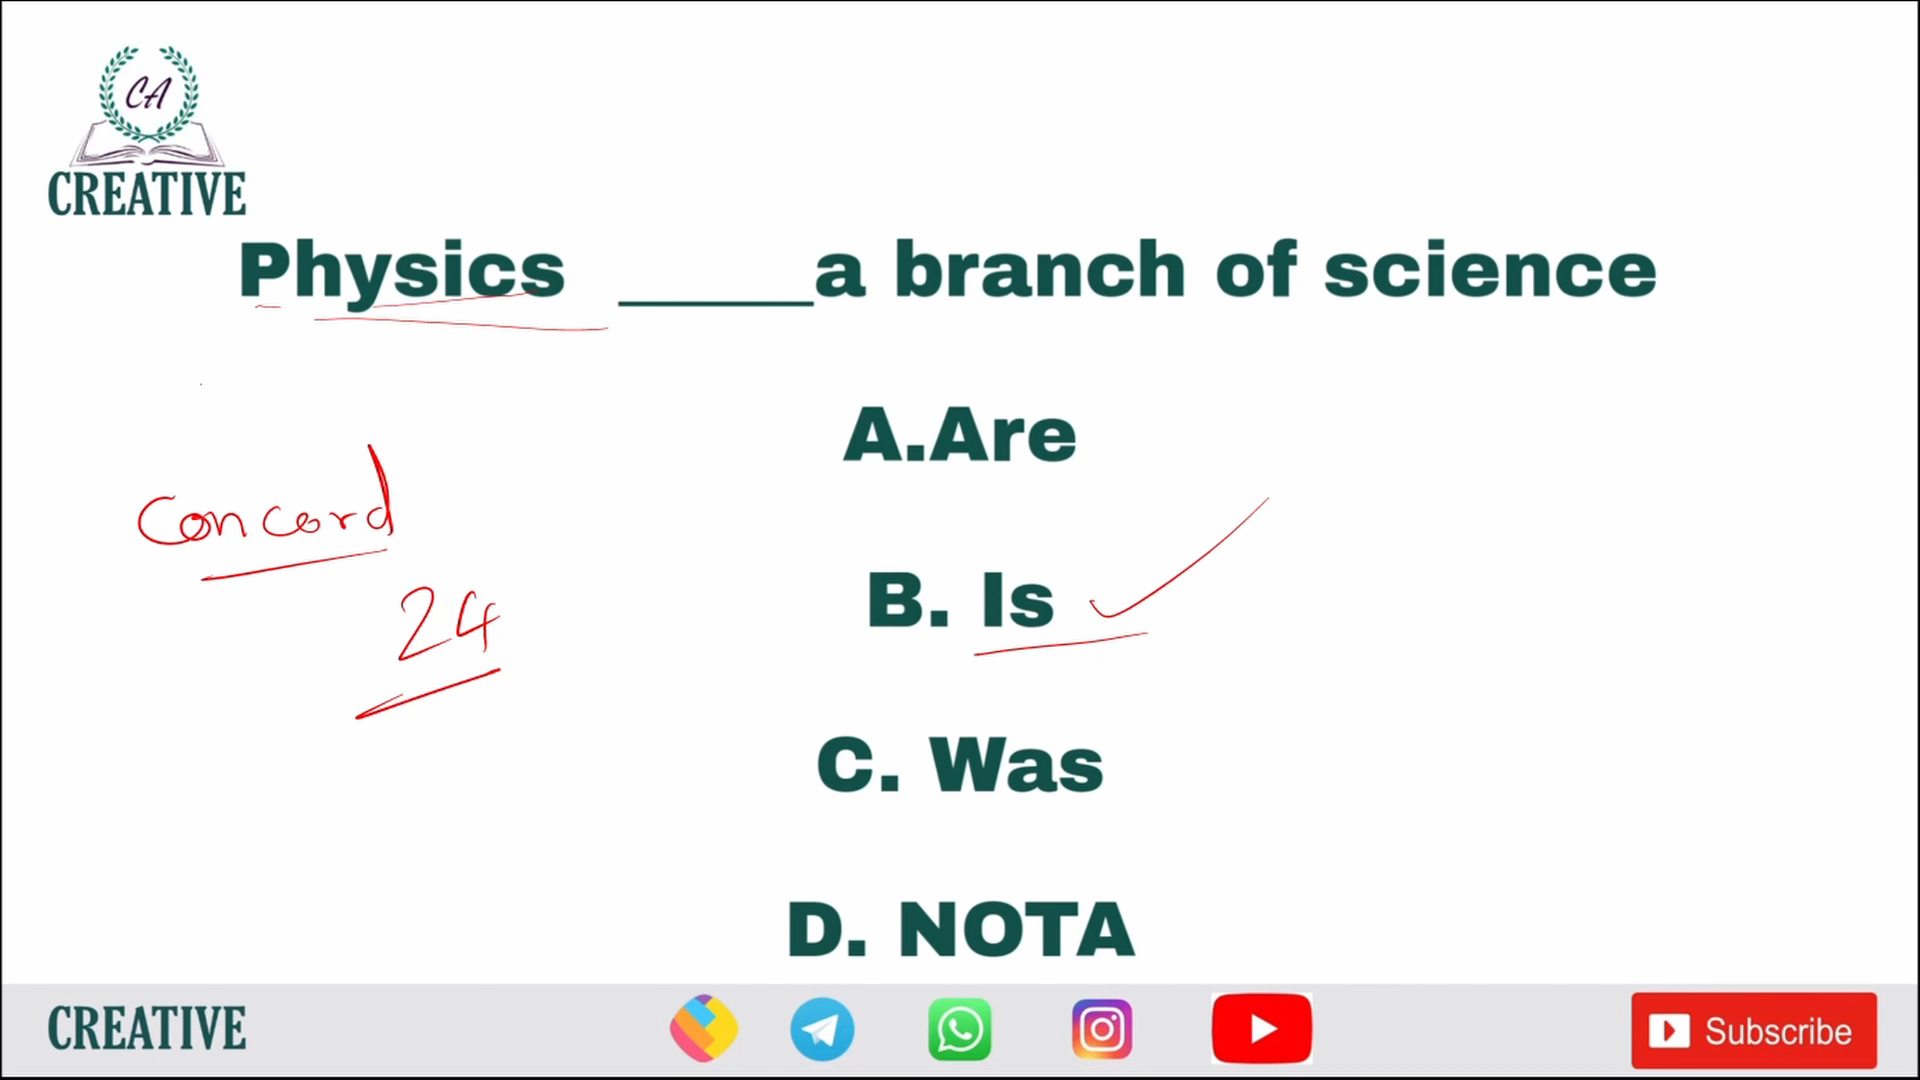 CA
CREATIVE
Physics _____a branch of science
A.Are
Concord
B. Is
24
C. Was
D. NOTA
CREATIVE
Subscribe